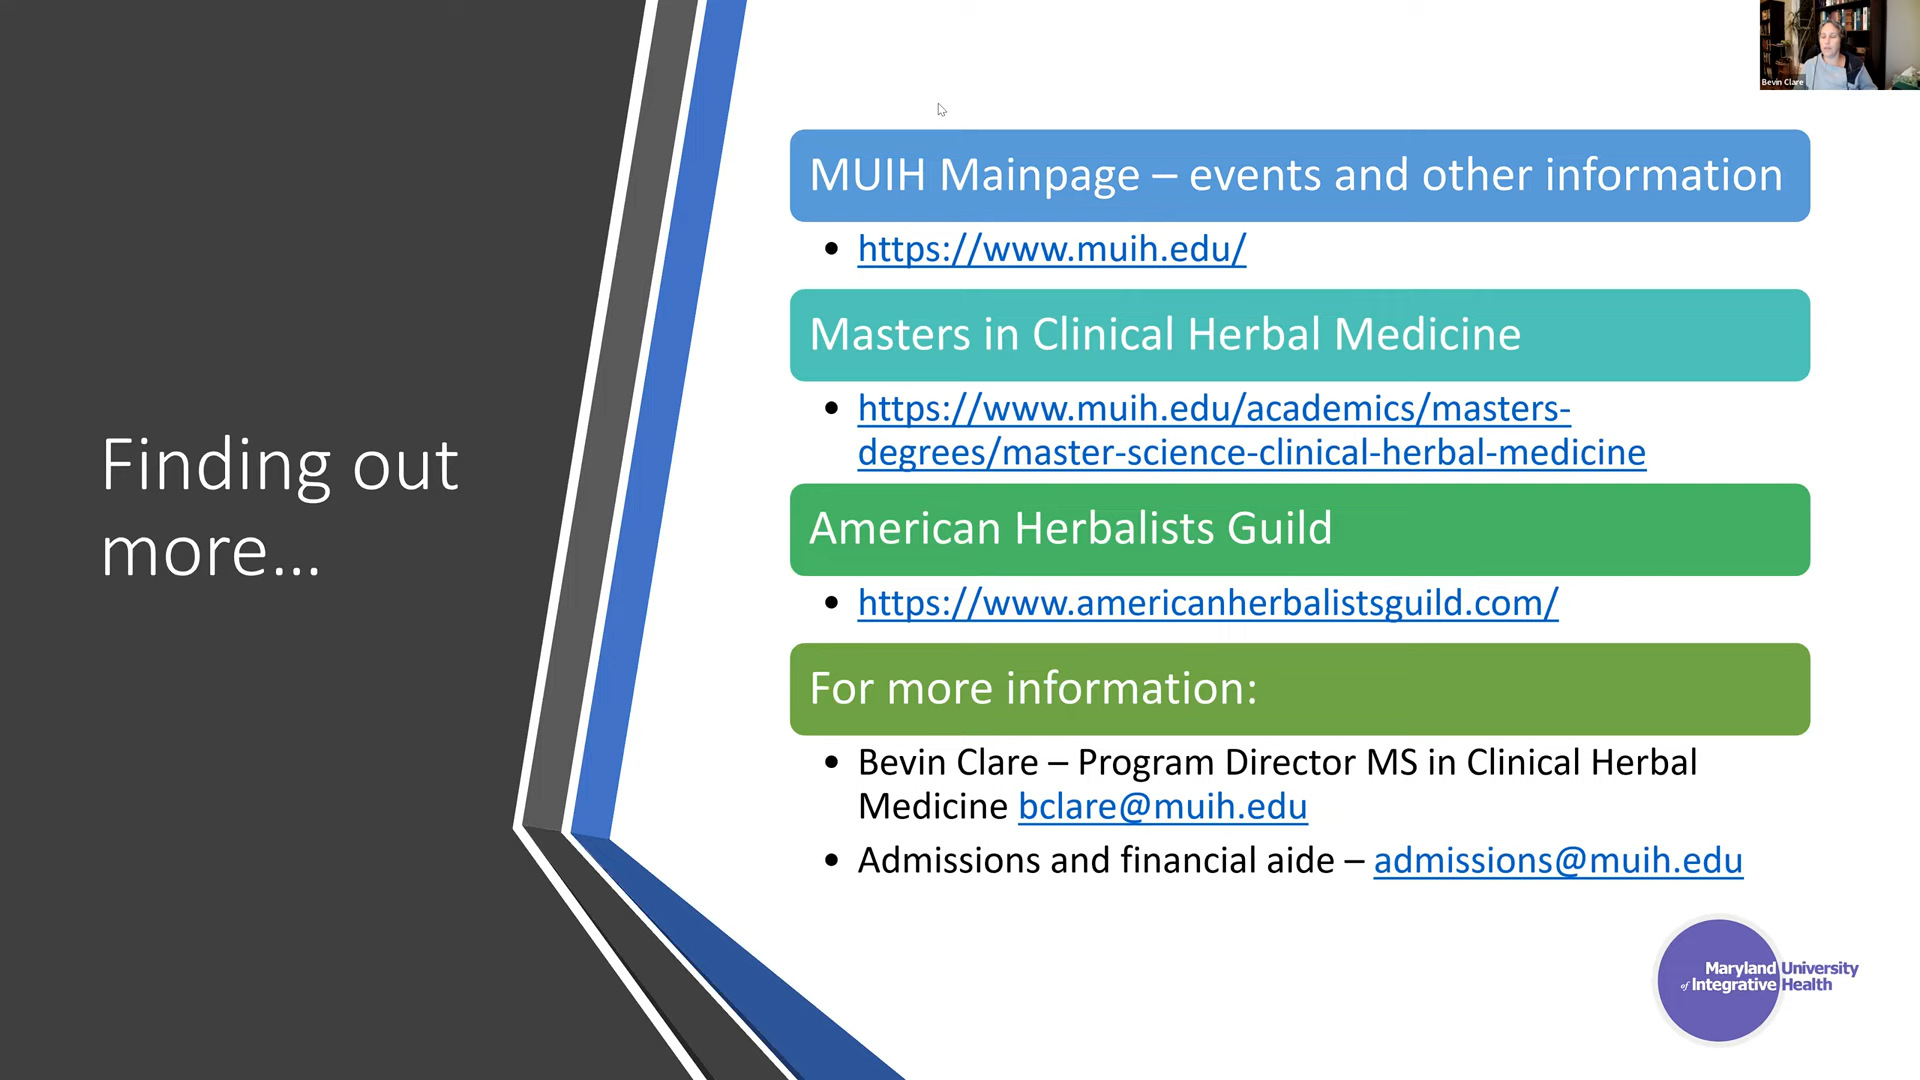 Bevin Clare
Finding out
more...
MUIH Mainpage – events and other information
• https://www.muih.edu/
Masters in Clinical Herbal Medicine
• https://www.muih.edu/academics/masters-
degrees/master-science-clinical-herbal-medicine
American Herbalists Guild
• https://www.americanherbalistsguild.com/
For more information:
• Bevin Clare – Program Director MS in Clinical Herbal
Medicine bclare@muih.edu
• Admissions and financial aide – admissions@muih.edu
Maryland University
of Integrative Health